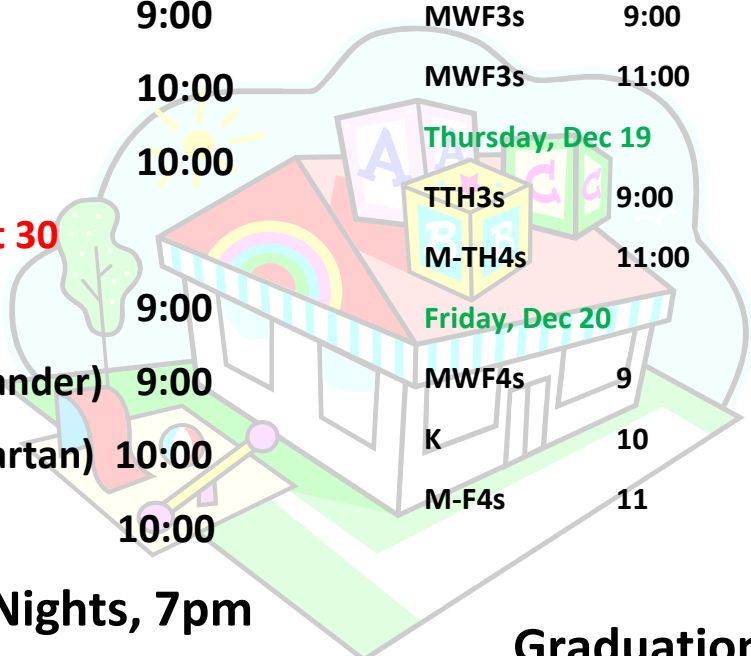 9:00
10:00
10:00
t 30
9:00
ander) 9:00
artan) 10:00
10:00
Nights, 7pm
MWF3s 9:00
MWF3s 11:00
Thursday, Dec 19
TTH3s 9:00
M-TH4s 11:00
Friday, Dec 20
MWF4s 9
K 10
M-F4s 11
Graduation
A A
B B
C C